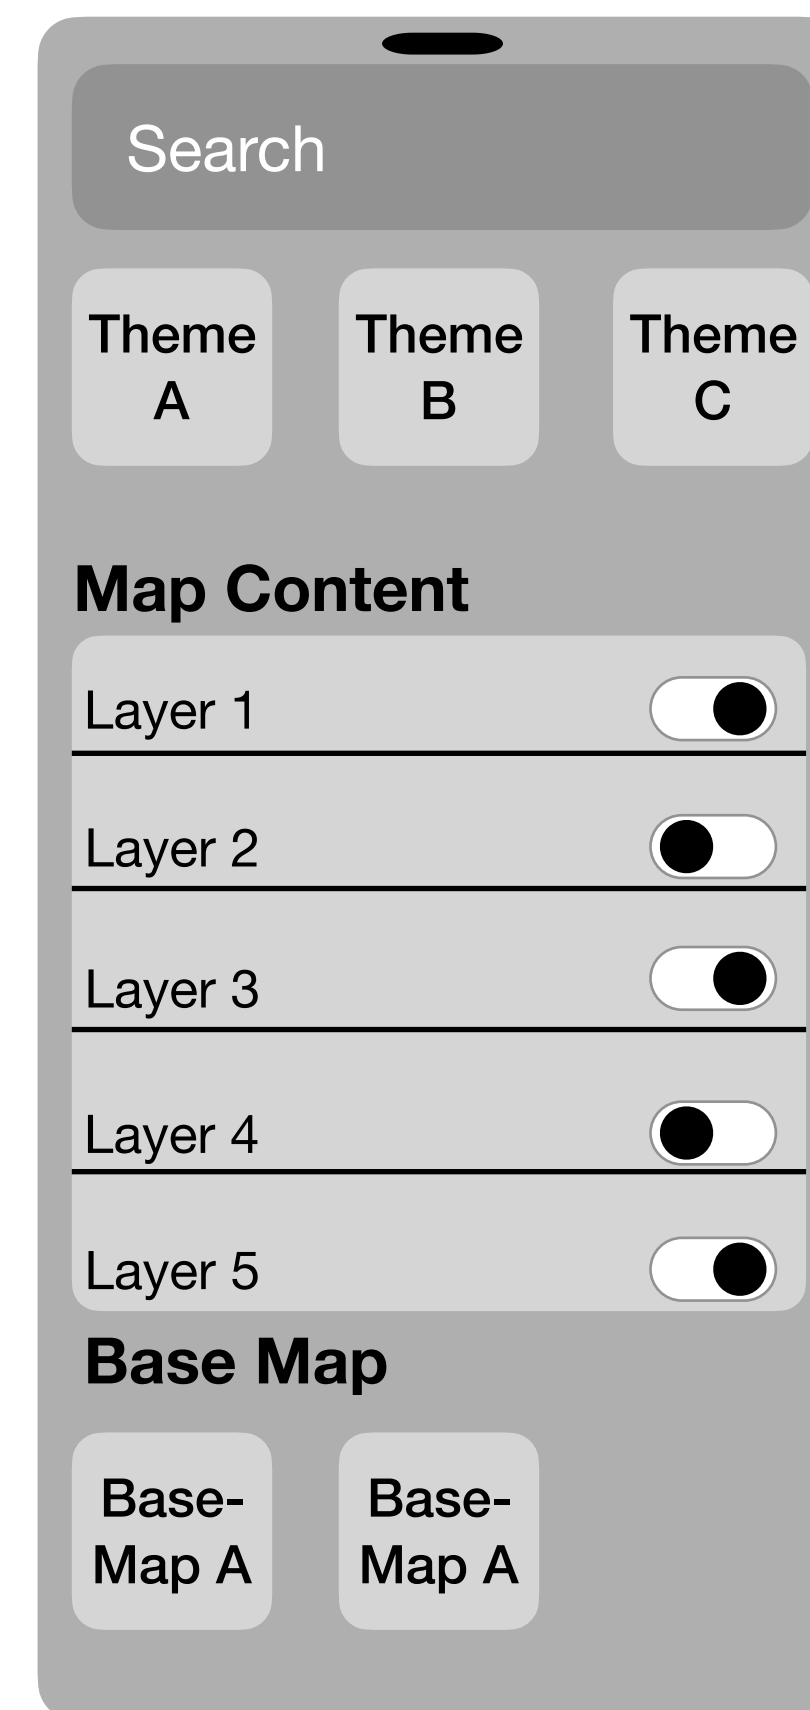 Search
Theme
A
Theme
B
Theme
C
Map Content
Layer 1
Layer 2
Layer 3
Layer 4
Layer 5
Base Map
Base-
Map A
Base-
Map A